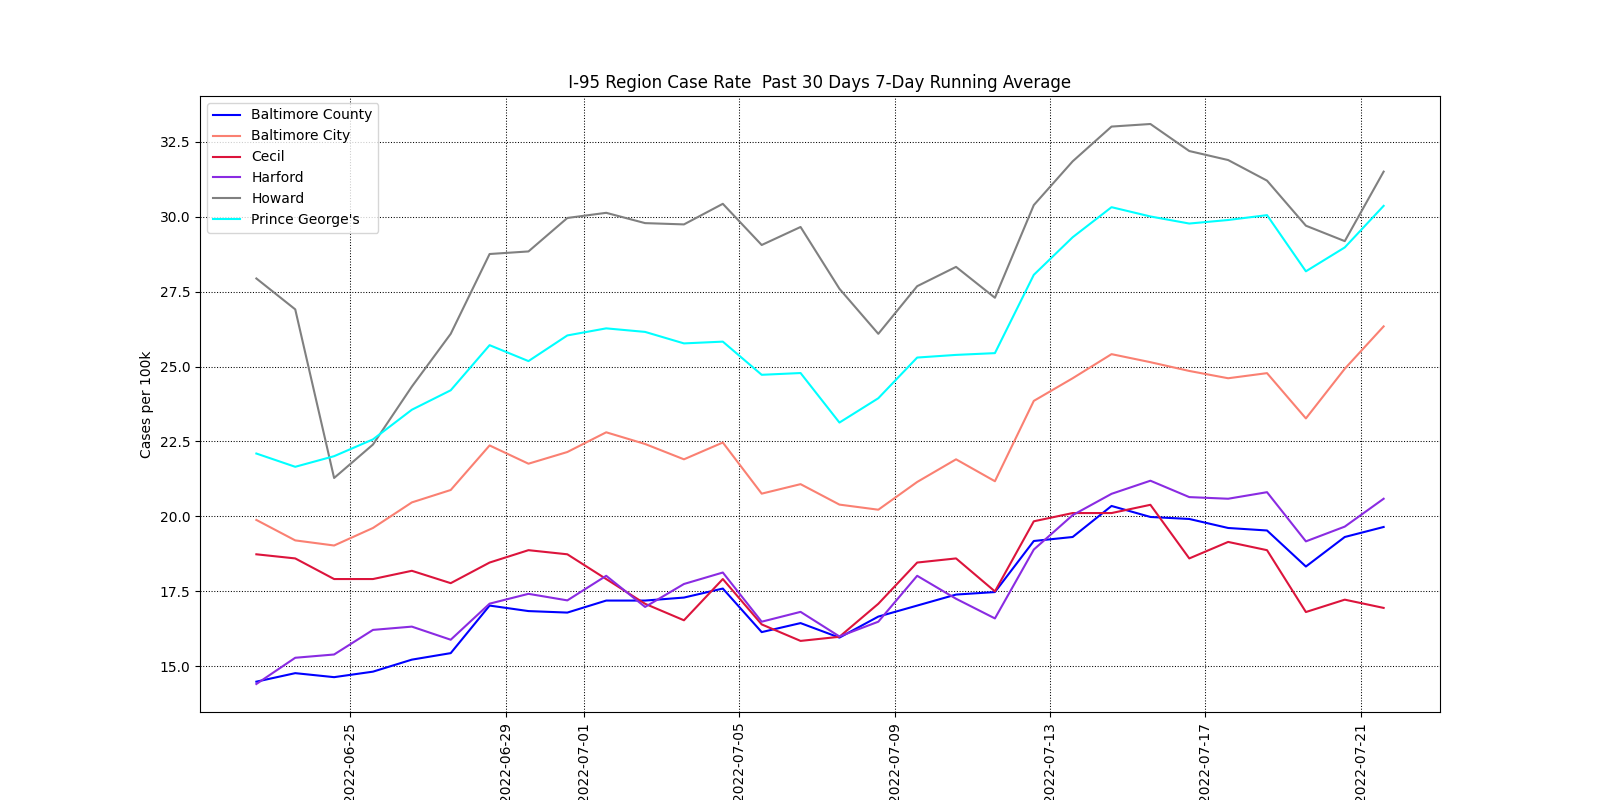 I-95 Region Case Rate  Past 30 Days 7-Day Running Average
Baltimore County
Baltimore City
Cecil
Harford
Howard
Prince George's
Cases per 100k
32.5
30.0
27.5
25.0
22.5
20.0
17.5
15.0
2022-06-25
2022-06-29
2022-07-01
2022-07-05
2022-07-09
2022-07-13
2022-07-17
2022-07-21